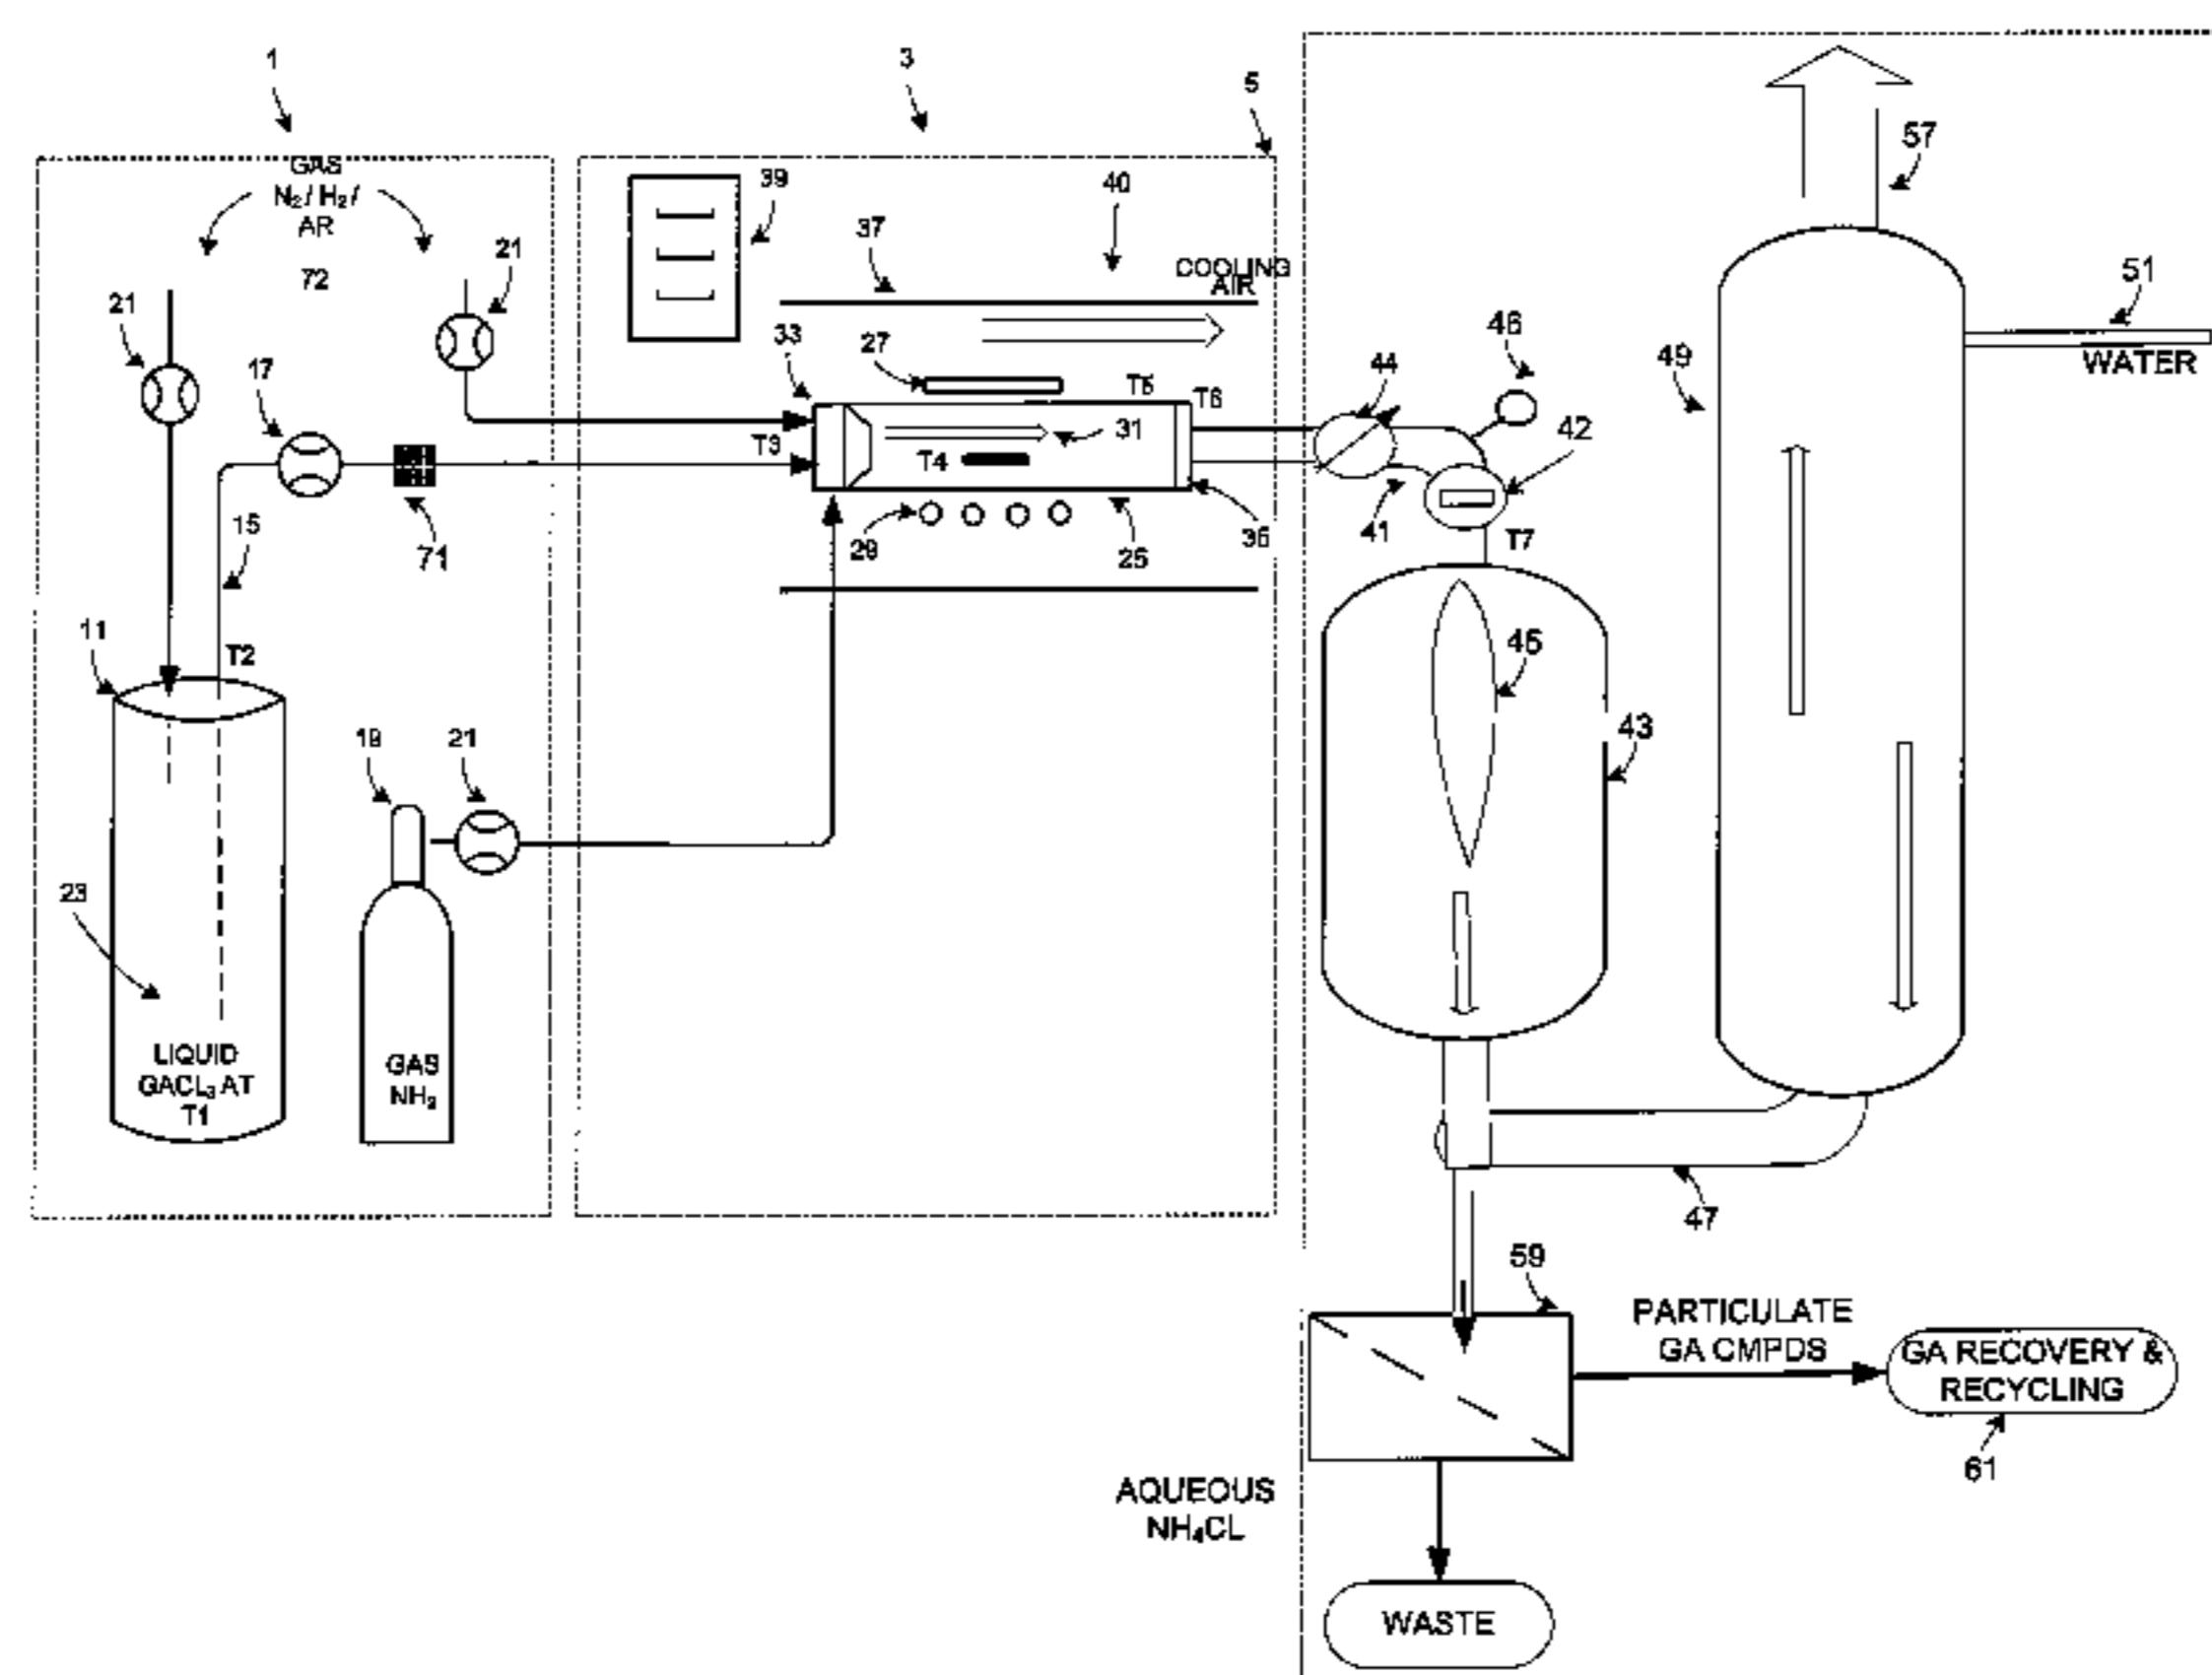 1
3
5
GAS
N₂ / H₂ /
AR
72
21
21
17
15
71
11
T2
23
LIQUID
GACL₃ AT
T1
19
21
GAS
NH₃
39
37
40
COOLING
AIR
33
27
T5
T6
T3
31
T4
29
25
35
44
46
42
41
T7
45
43
49
57
51
WATER
47
59
PARTICULATE
GA CMPDS
GA RECOVERY &
RECYCLING
61
AQUEOUS
NH₄CL
WASTE